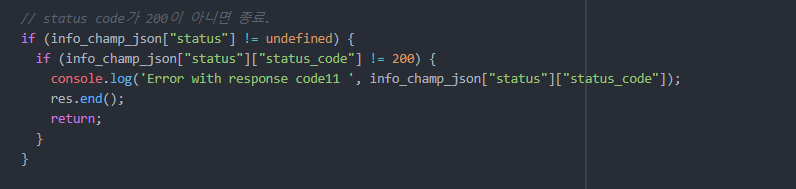 // status code가 200이 아니면 종료.
if (info_champ_json["status"] != undefined) {
if (info_champ_json["status"]["status_code"] != 200) {
console.log('Error with response code11 ', info_champ_json["status"]["status_code"]);
res.end();
return;
}
}